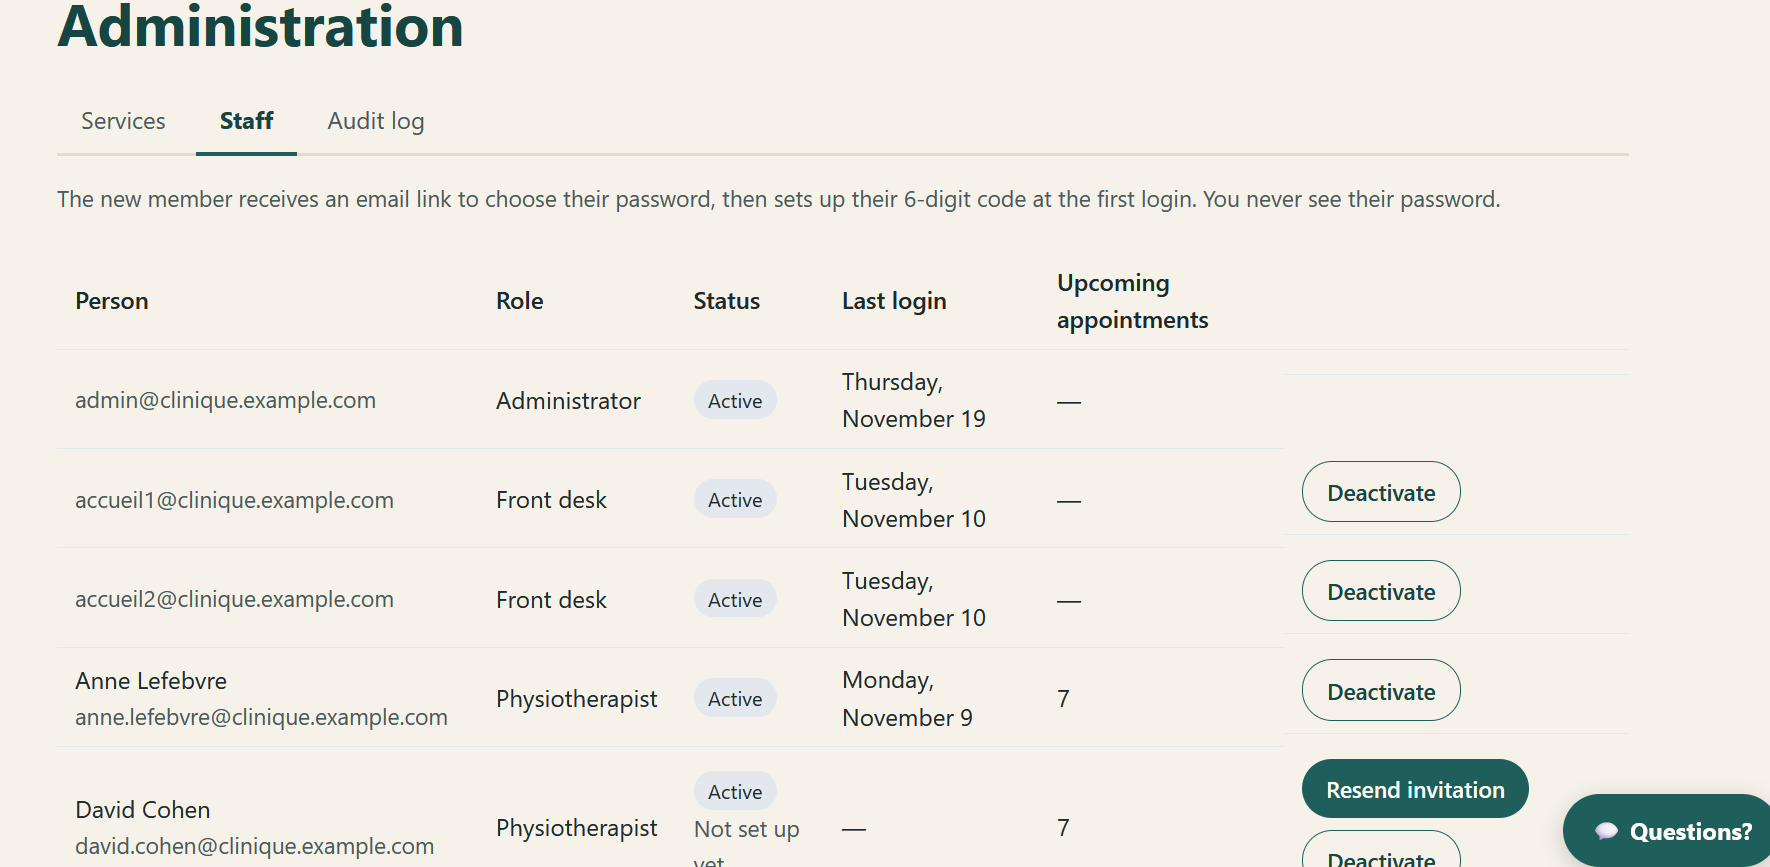 Administration
Services Staff Audit log
The new member receives an email link to choose their password, then sets up their 6-digit code at the first login. You never see their password.
Person Role Status Last login Upcoming appointments
admin@clinique.example.com Administrator Active Thursday, November 19 —
accueil1@clinique.example.com Front desk Active Tuesday, November 10 — Deactivate
accueil2@clinique.example.com Front desk Active Tuesday, November 10 — Deactivate
Anne Lefebvre
anne.lefebvre@clinique.example.com Physiotherapist Active Monday, November 9 7 Deactivate
David Cohen
david.cohen@clinique.example.com Physiotherapist Active Not set up yet — 7 Resend invitation
Deactivate
Questions?